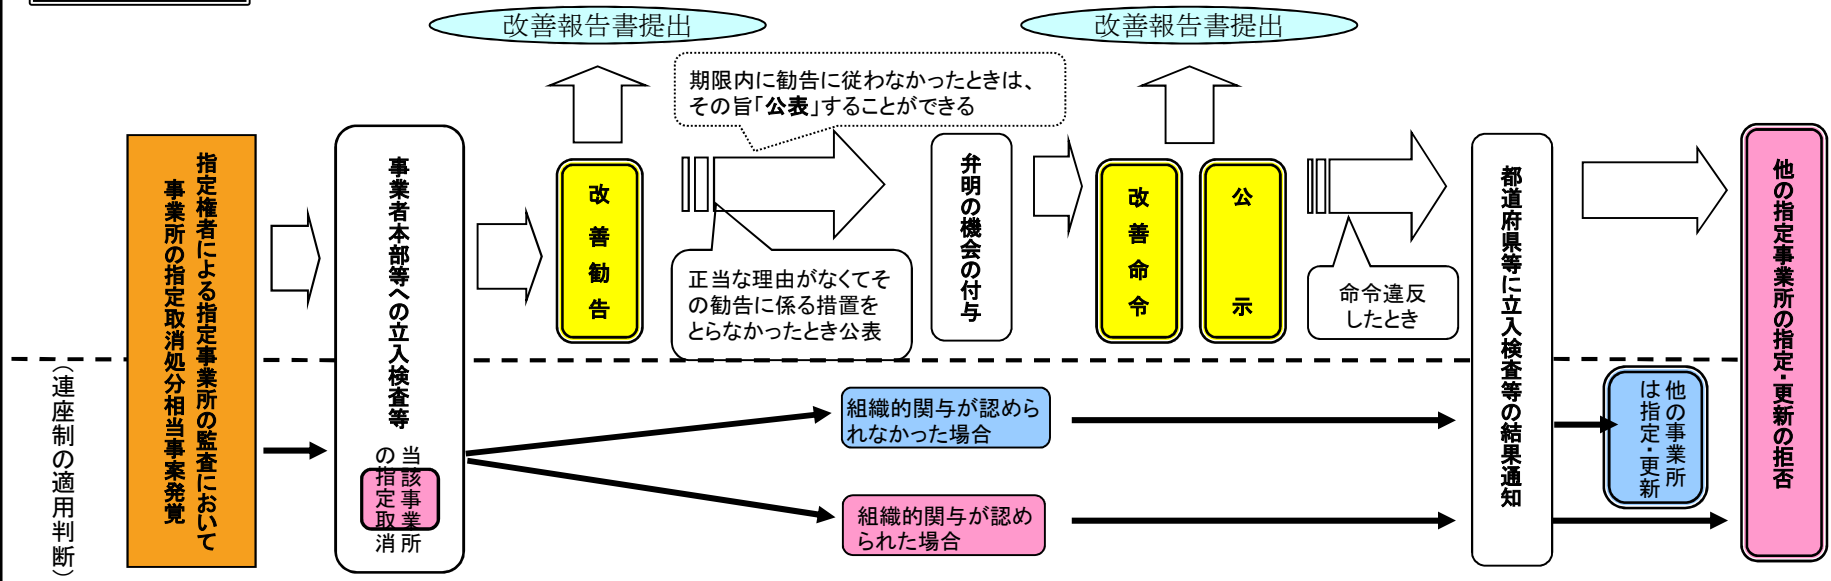 改善報告書提出
改善報告書提出
期限内に勧告に従わなかったときは、
その旨「公表」することができる
指定権者による指定事業所の監査において
事業所の指定取消処分相当事案発覚
事業者本部等への立入検査等
当該事業所
の指定取消
改善勧告
正当な理由がなくてそ
の勧告に係る措置を
とらなかったとき公表
弁明の機会の付与
改善命令
公示
命令違反
したとき
都道府県等に立入検査等の結果通知
他の指定事業所の指定・更新の拒否
（連座制の適用判断）
組織的関与が認めら
れなかった場合
組織的関与が認め
られた場合
他の事業所
は指定・更新